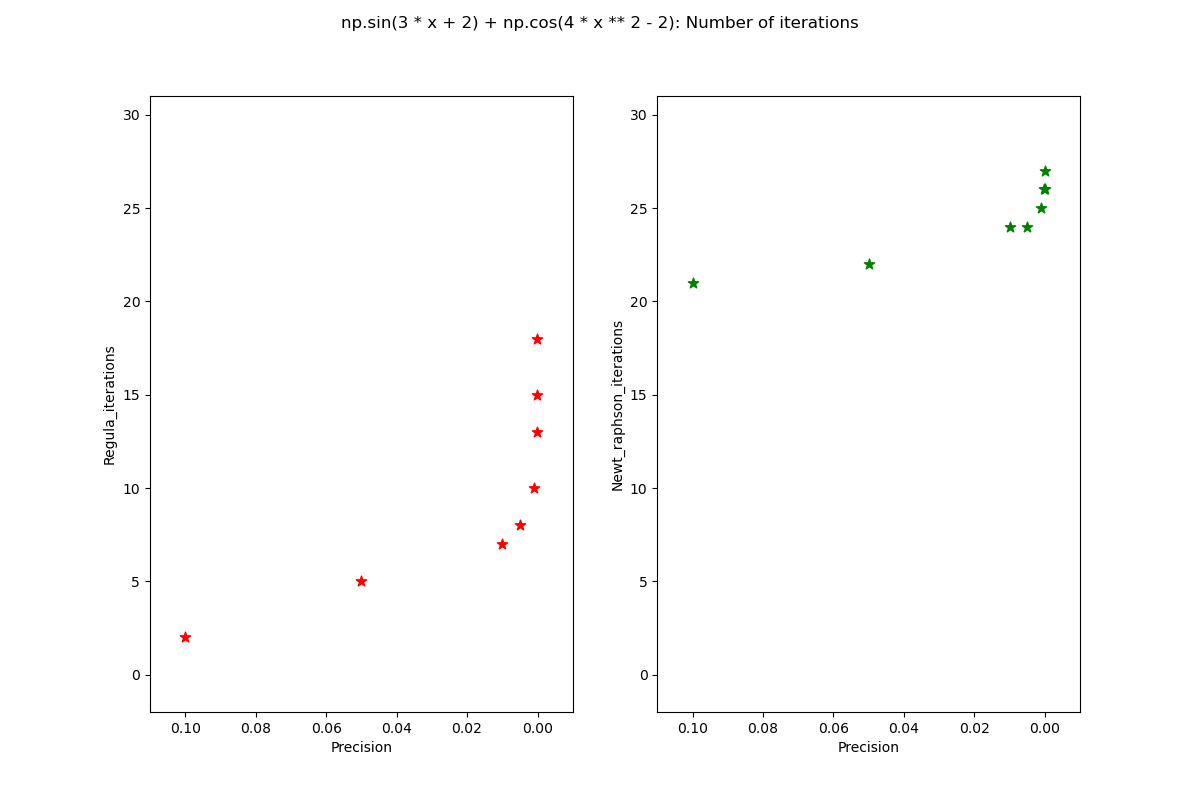 np.sin(3 * x + 2) + np.cos(4 * x ** 2 - 2): Number of iterations
30
25
20
15
10
5
0
Regula_iterations
0.10 0.08 0.06 0.04 0.02 0.00
Precision
30
25
20
15
10
5
0
Newt_raphson_iterations
0.10 0.08 0.06 0.04 0.02 0.00
Precision